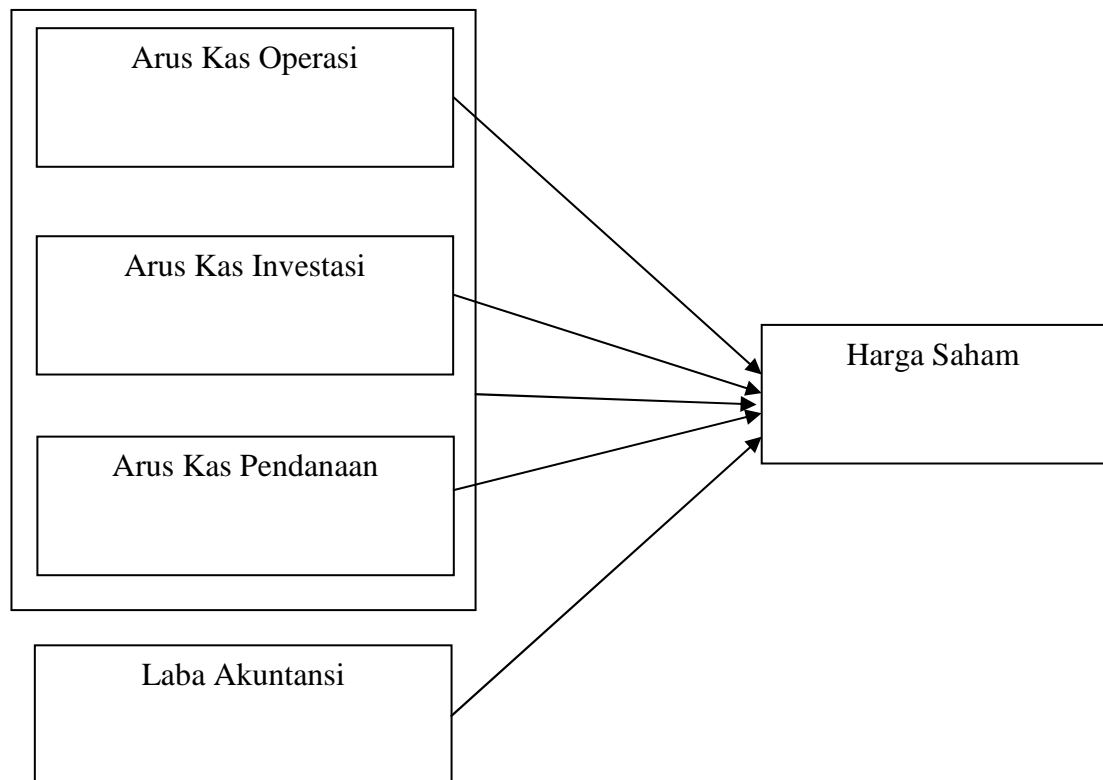 Arus Kas Operasi
Arus Kas Investasi
Harga Saham
Arus Kas Pendanaan
Laba Akuntansi